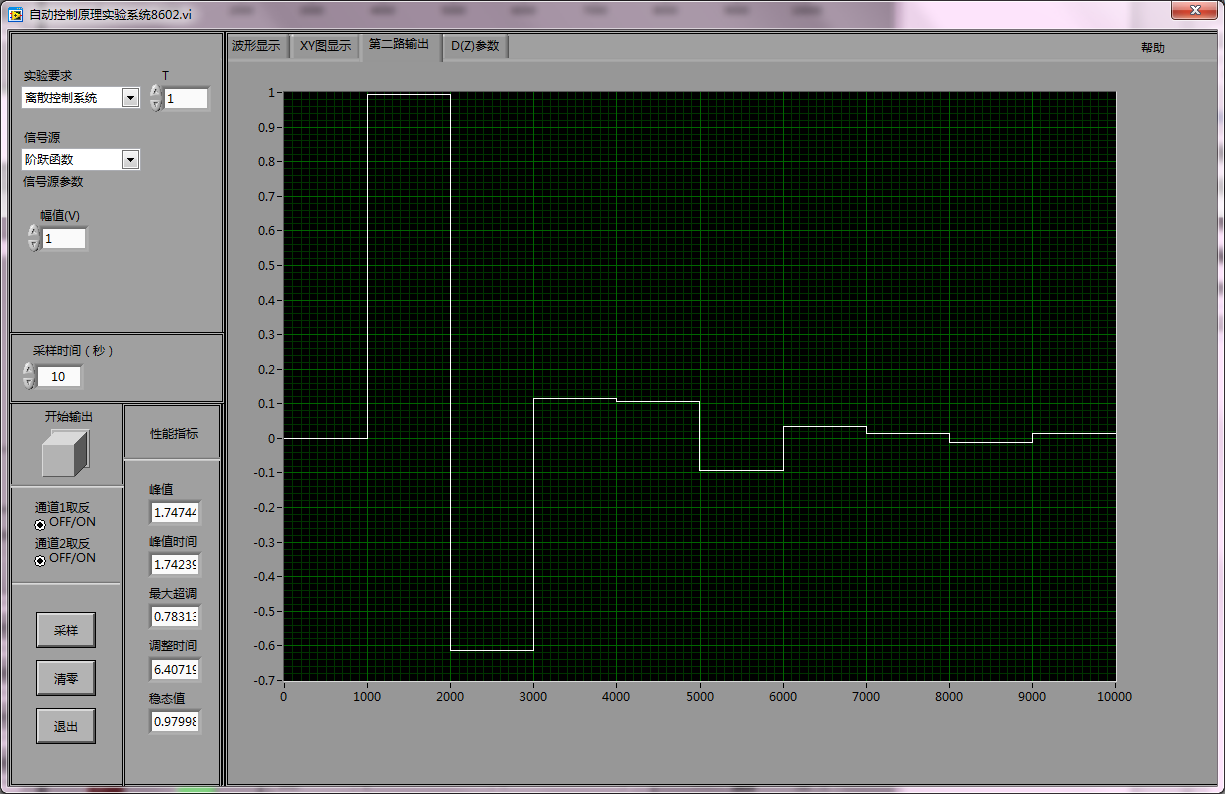 自动控制原理实验系统8602.vi
波形显示 XY图显示 第二路输出 D(Z)参数
帮助
实验要求 T
离散控制系统 1
信号源
阶跃函数
信号源参数
幅值(V)
1
采样时间（秒）
10
开始输出
性能指标
通道1取反
OFF/ON
通道2取反
OFF/ON
采样
清零
退出
峰值
1.74744
峰值时间
1.74239
最大超调
0.78313
调整时间
6.40719
稳态值
0.97998
1
0.9
0.8
0.7
0.6
0.5
0.4
0.3
0.2
0.1
0
-0.1
-0.2
-0.3
-0.4
-0.5
-0.6
-0.7
0 1000 2000 3000 4000 5000 6000 7000 8000 9000 10000